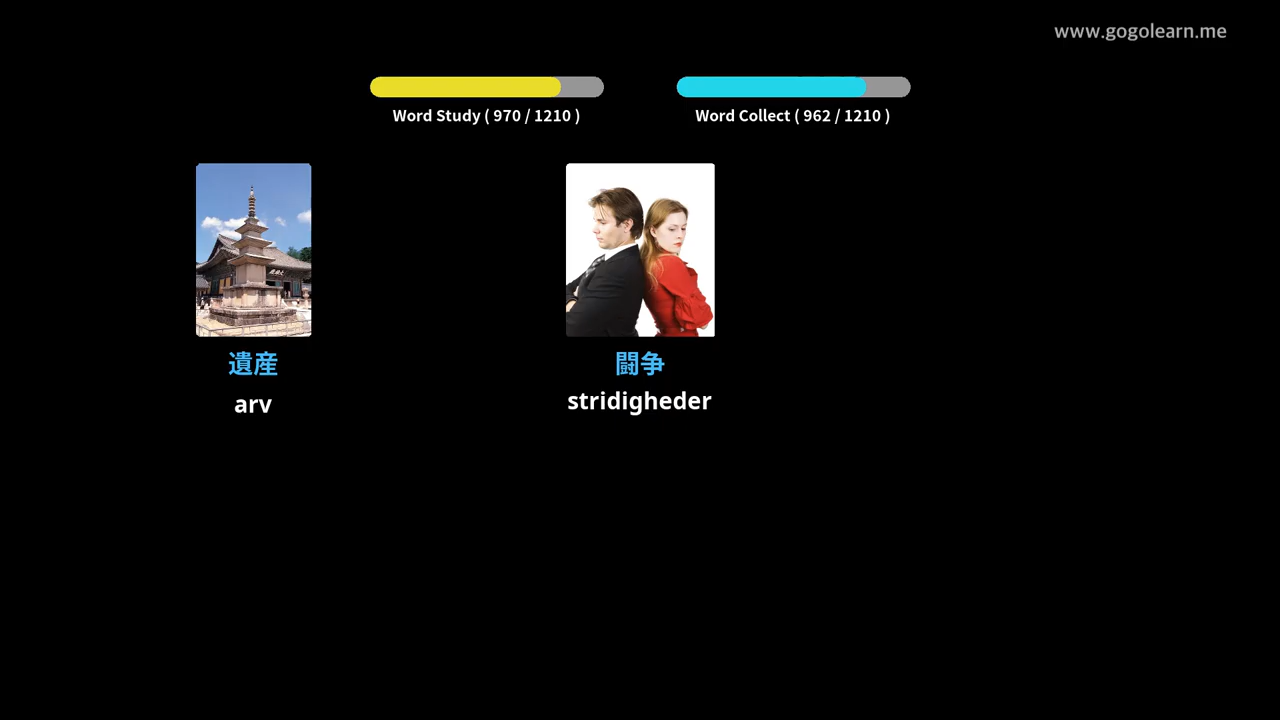 www.gogolearn.me
Word Study ( 970 / 1210 )
Word Collect ( 962 / 1210 )
遺産
arv
闘争
stridigheder